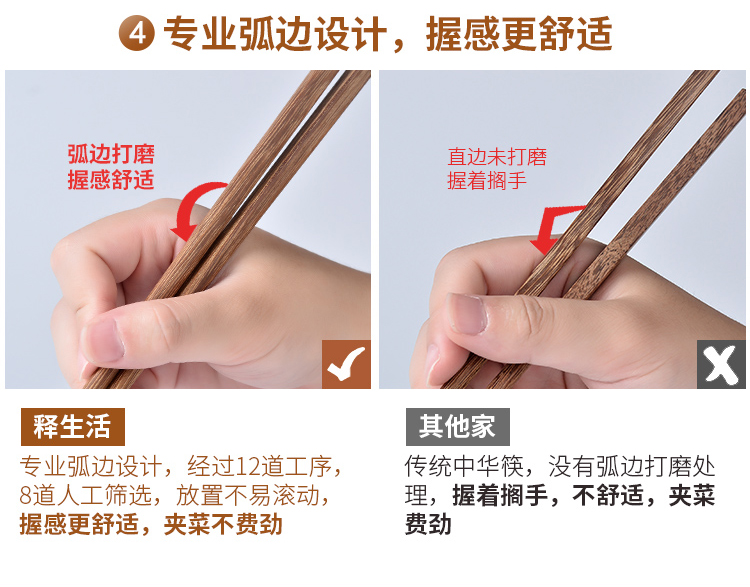 4 专业弧边设计，握感更舒适
弧边打磨
握感舒适
直边未打磨
握着搁手
释生活
专业弧边设计，经过12道工序，
8道人工筛选，放置不易滚动，
握感更舒适，夹菜不费劲
其他家
传统中华筷，没有弧边打磨处
理，握着搁手，不舒适，夹菜
费劲